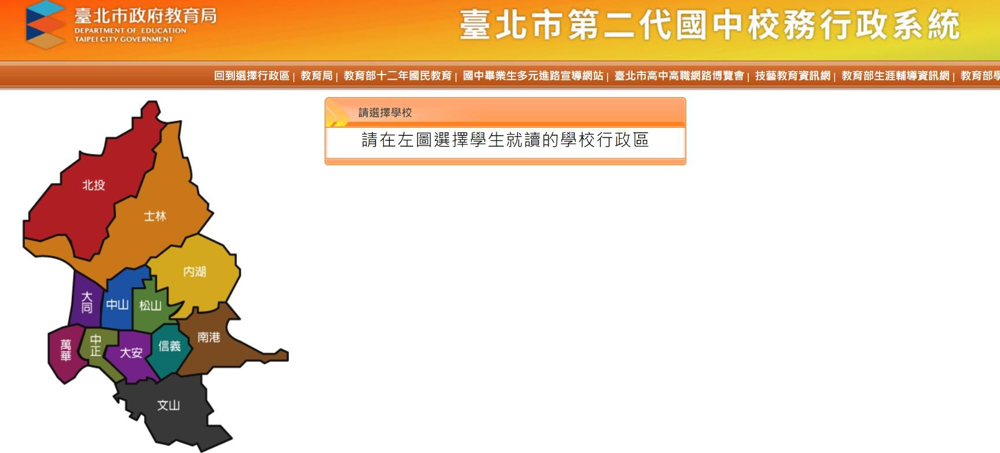 臺北市政府教育局
DEPARTMENT OF EDUCATION
TAIPEI CITY GOVERNMENT
臺北市第二代國中校務行政系統
回到選擇行政區 | 教育局 | 教育部十二年國民教育 | 國中畢業生多元進路宣導網站 | 臺北市高中高職網路博覽會 | 技藝教育資訊網 | 教育部生涯輔導資訊網 | 教育部學
請選擇學校
請在左圖選擇學生就讀的學校行政區
北投
士林
內湖
大同
中山
松山
南港
萬華
中正
大安
信義
文山